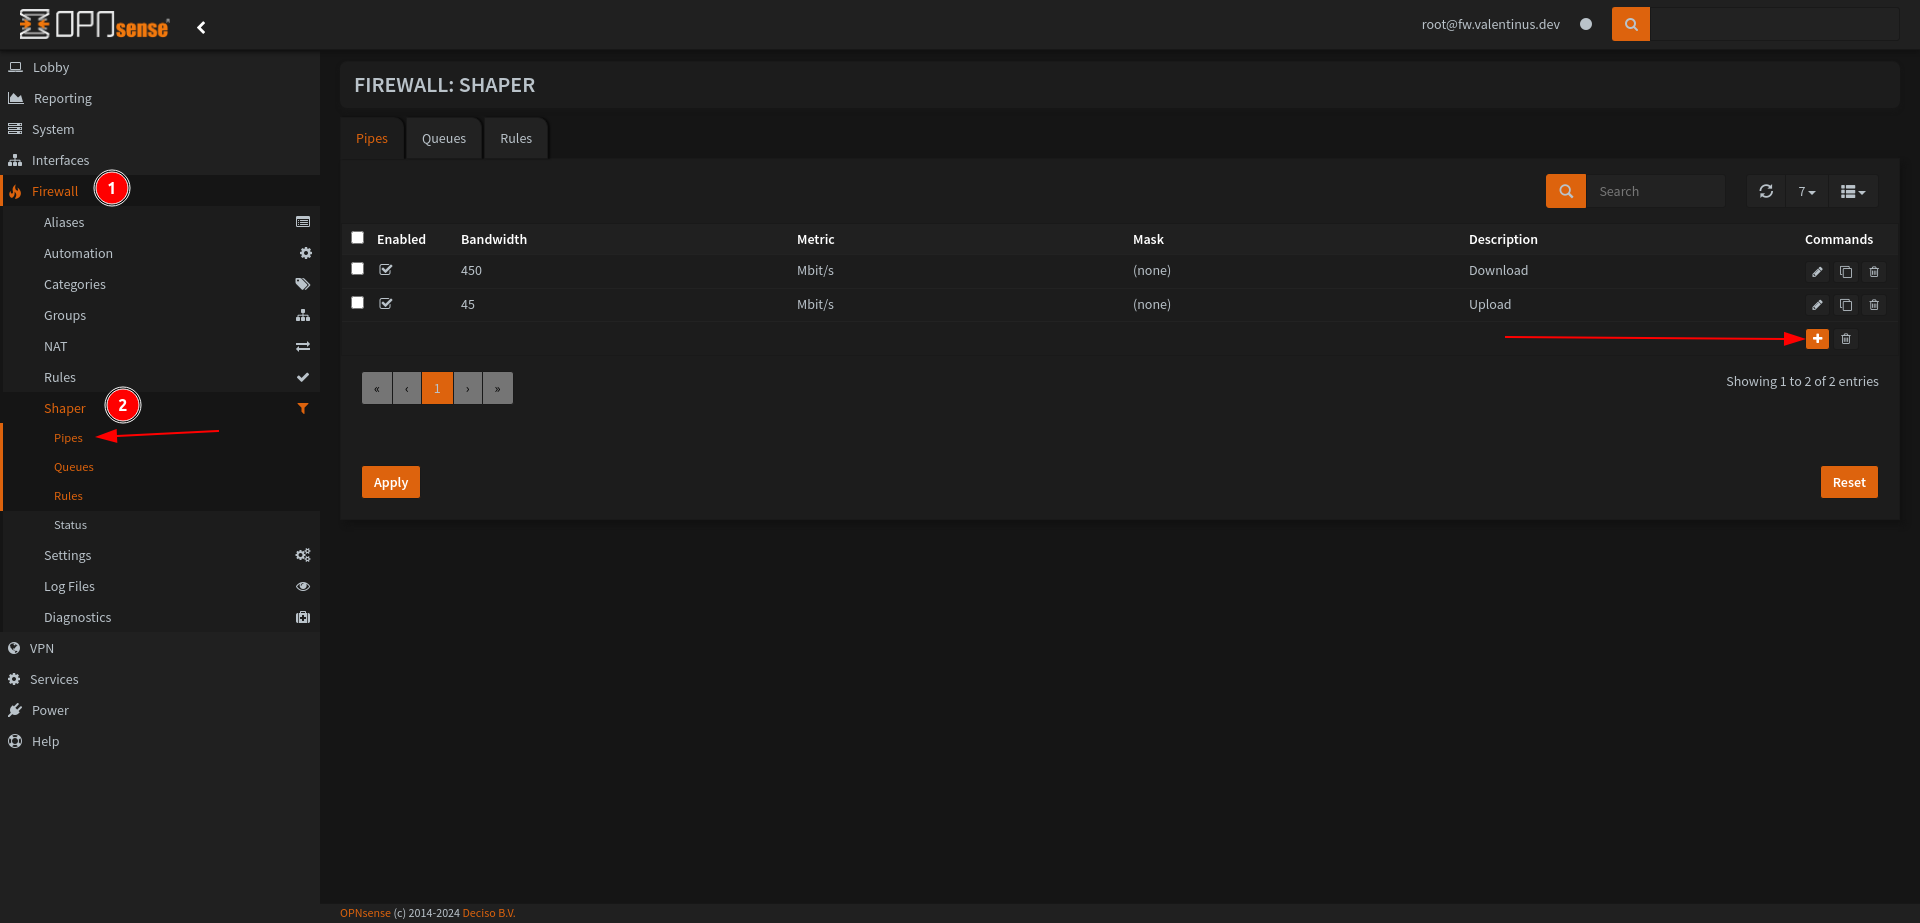 OPNsense
root@fw.valentinus.dev
Lobby
Reporting
System
Interfaces
Firewall 1
Aliases
Automation
Categories
Groups
NAT
Rules
Shaper 2
Pipes
Queues
Rules
Status
Settings
Log Files
Diagnostics
VPN
Services
Power
Help
FIREWALL: SHAPER
Pipes Queues Rules
Search 7
Enabled Bandwidth Metric Mask Description Commands
450 Mbit/s (none) Download
45 Mbit/s (none) Upload
« ‹ 1 › » Showing 1 to 2 of 2 entries
Apply Reset
OPNsense (c) 2014-2024 Deciso B.V.